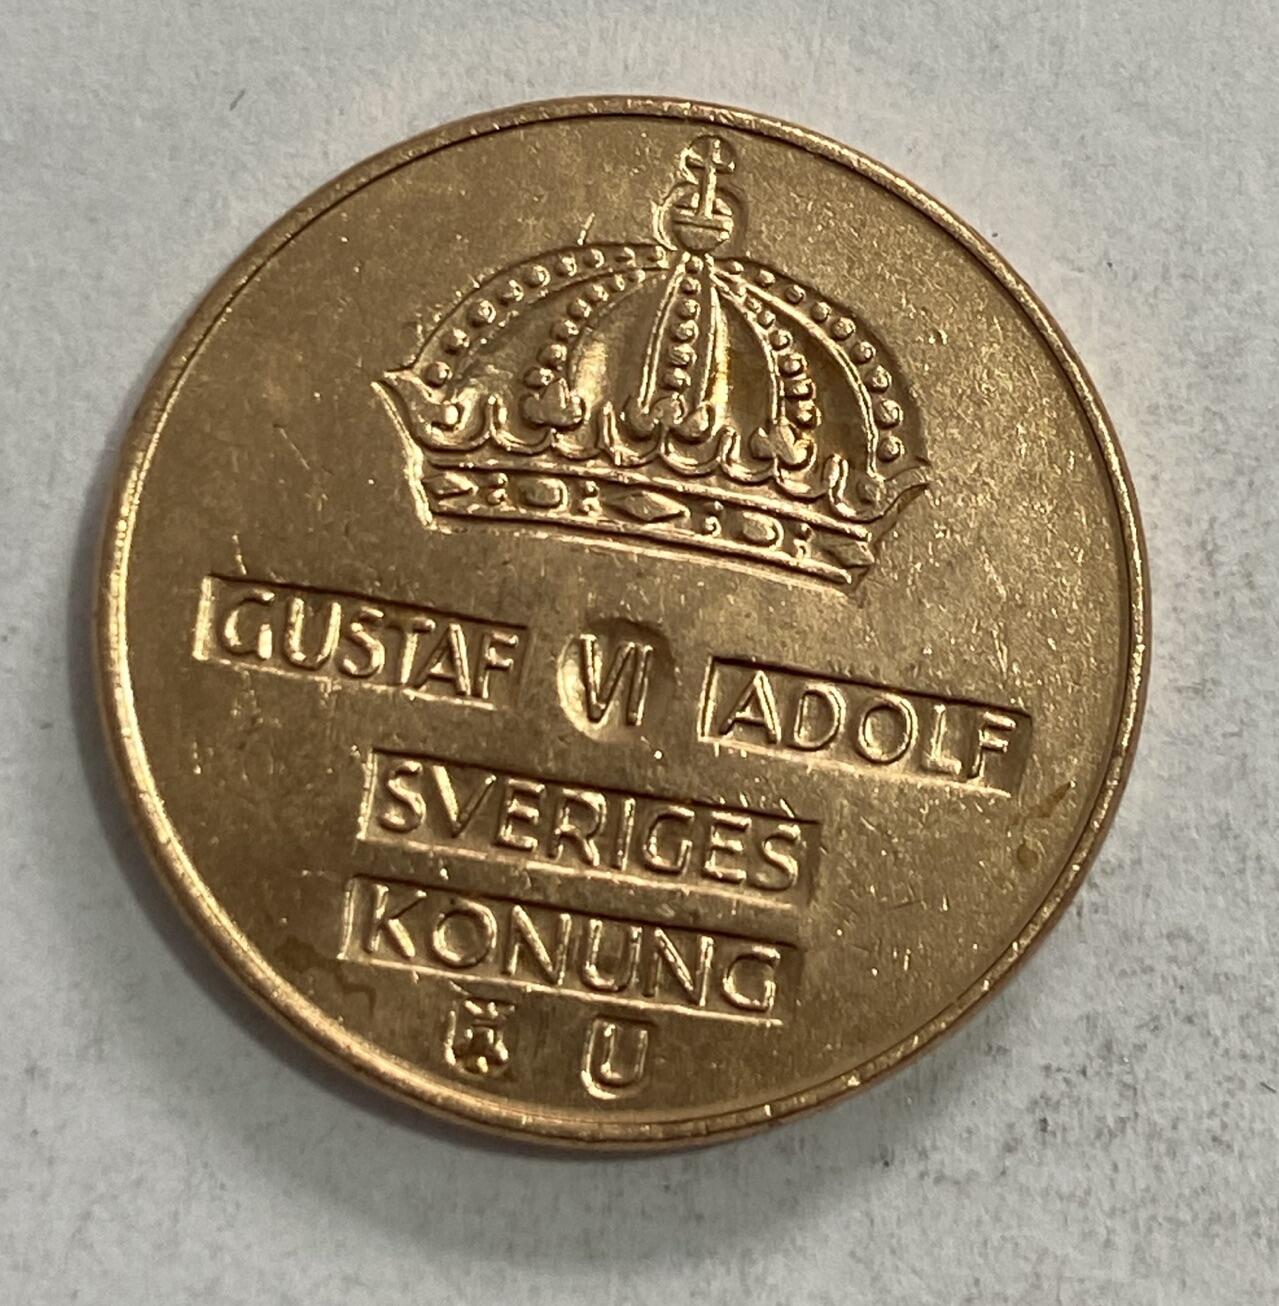 GUSTAF VI ADOLF
SVERIGES
KONUNG
U